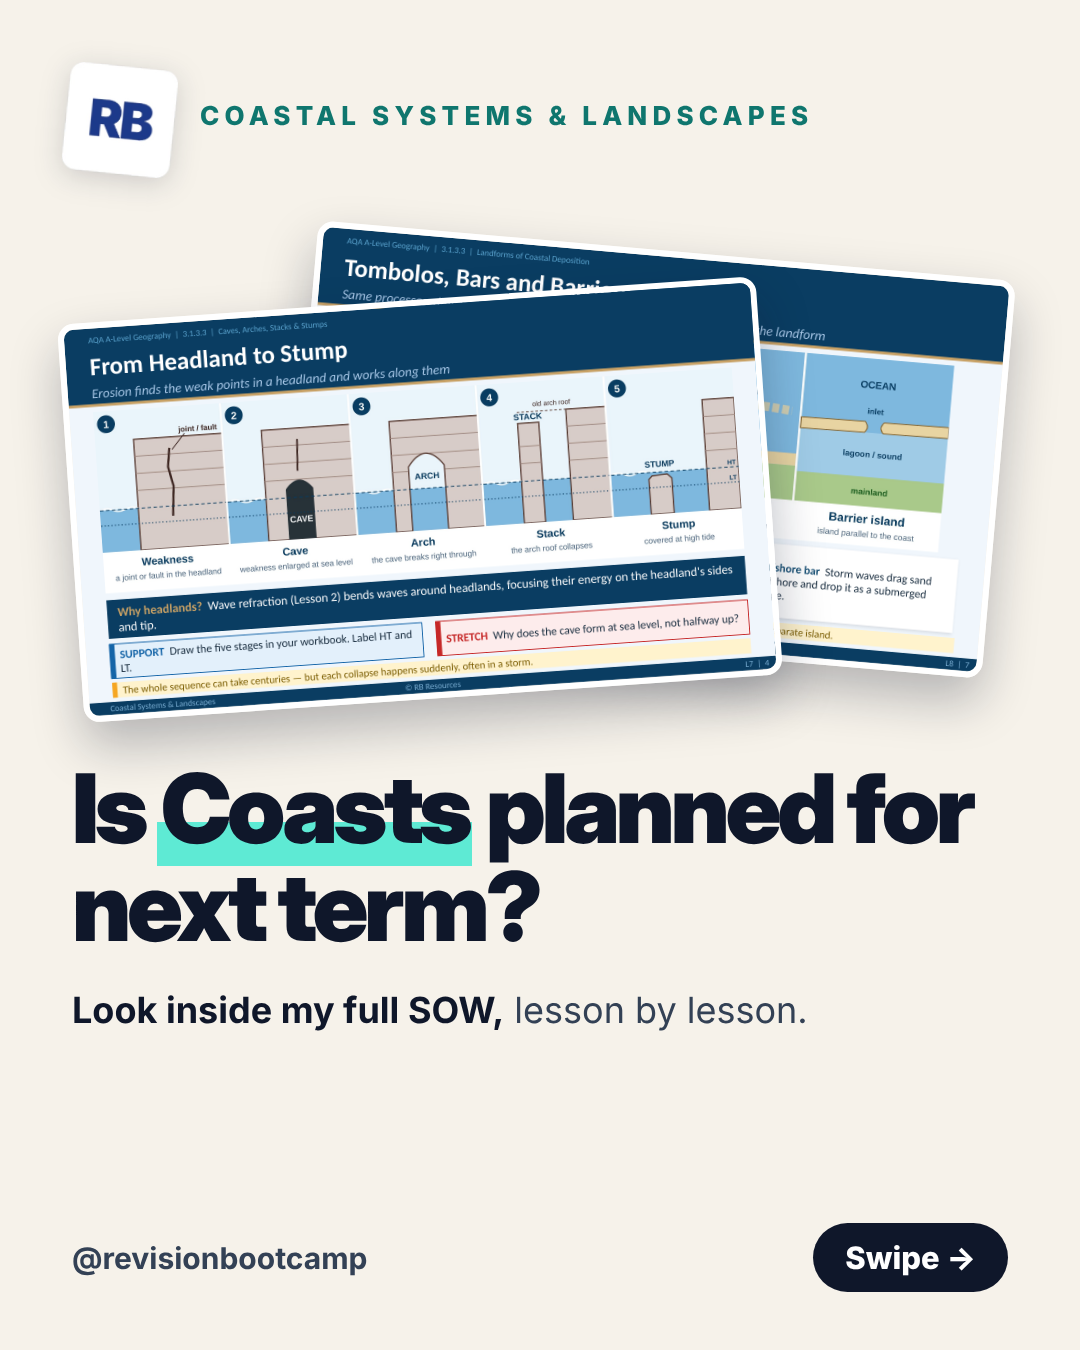 RB
COASTAL SYSTEMS & LANDSCAPES
AQA A-Level Geography | 3.1.3.3 | Landforms of Coastal Deposition
Tombolos, Bars and Barrie
Same process
he landform
OCEAN
inlet
lagoon / sound
mainland
Barrier island
island parallel to the coast
shore bar Storm waves drag sand
hore and drop it as a submerged
e.
arate island.
L8 | 7
AQA A-Level Geography | 3.1.3.3 | Caves, Arches, Stacks & Stumps
From Headland to Stump
Erosion finds the weak points in a headland and works along them
1
joint / fault
Weakness
a joint or fault in the headland
2
CAVE
Cave
weakness enlarged at sea level
3
ARCH
Arch
the cave breaks right through
4
old arch roof
STACK
Stack
the arch roof collapses
5
STUMP
HT
LT
Stump
covered at high tide
Why headlands? Wave refraction (Lesson 2) bends waves around headlands, focusing their energy on the headland's sides
and tip.
SUPPORT Draw the five stages in your workbook. Label HT and
LT.
STRETCH Why does the cave form at sea level, not halfway up?
The whole sequence can take centuries — but each collapse happens suddenly, often in a storm.
Coastal Systems & Landscapes
© RB Resources
L7 | 4
Is Coasts planned for
next term?
Look inside my full SOW, lesson by lesson.
@revisionbootcamp
Swipe →